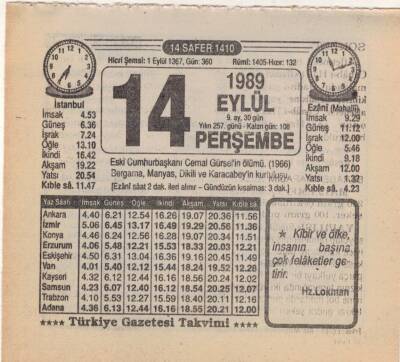 14 SAFER 1410
Hicrî Şemsî: 1 Eylül 1367, Gün: 360
Rûmî: 1405-Hızır: 132
14
1989
EYLÜL
9. ay, 30 gün
Yılın 257. günü - Kalan gün: 108
PERŞEMBE
İstanbul
İmsak 4.53
Güneş 6.36
İşrak 7.24
Öğle 13.10
İkindi 16.42
Akşam 19.22
Yatsı 20.54
Kıble sâ. 11.47
Ezânî (Mahallî)
İmsak 9.29
Güneş 11.12
İşrak 12.00
Öğle 5.46
İkindi 9.18
Akşam 12.00
Yatsı 1.32
Kıble sâ. 4.23
Eski Cumhurbaşkanı Cemal Gürsel'in ölümü. (1966)
Bergama, Manyas, Dikili ve Karacabey'in kurtuluşu
[Ezânî sâat 2 dak. ileri alınır – Gündüzün kısalması: 3 dak.]
Yaz Saati İmsak Güneş Öğle İkindi Akşam Yatsı Kıble sâ.
Ankara 4.40 6.21 12.54 16.26 19.07 20.36 11.56
İzmir 5.06 6.45 13.17 16.49 19.29 20.56 11.36
Konya 4.46 6.24 12.56 16.28 19.07 20.34 11.51
Erzurum 4.06 5.48 12.21 15.53 18.33 20.03 12.22
Eskişehir 4.50 6.31 13.04 16.36 19.16 20.45 11.49
Van 4.01 5.40 12.12 15.44 18.24 19.52 12.28
Kayseri 4.32 6.12 12.44 16.16 18.56 20.24 12.02
Samsun 4.23 6.07 12.40 16.12 18.54 20.25 12.07
Trabzon 4.10 5.53 12.27 15.59 18.40 20.11 12.16
Adana 4.36 6.13 12.44 16.16 18.55 20.21 12.00
★ Kibir ve öfke, insanın başına çok felâketler getirir.
Hz.Lokman
★★★★ Türkiye Gazetesi Takvimi ★★★★